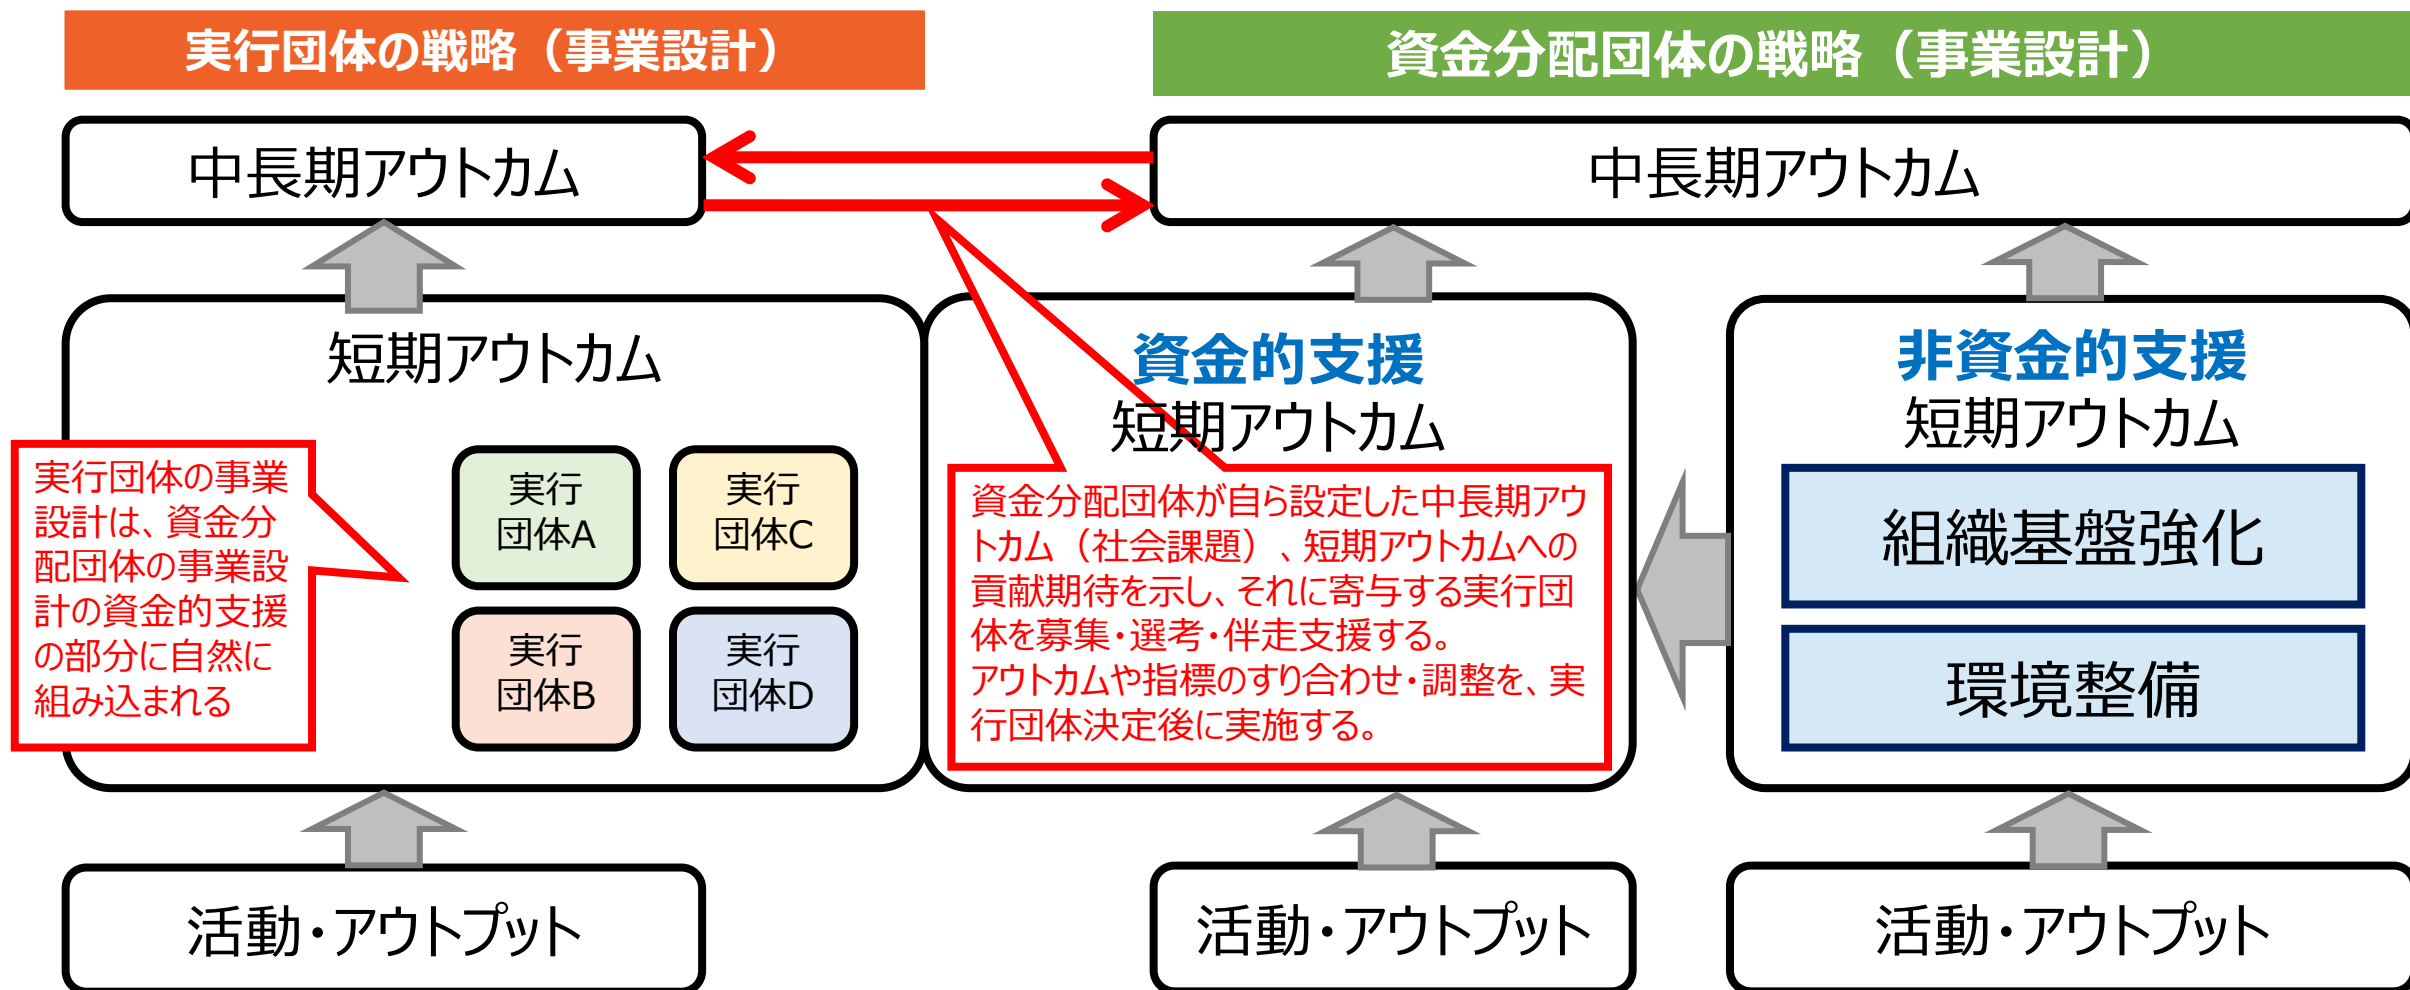 実行団体の戦略（事業設計）
資金分配団体の戦略（事業設計）
中長期アウトカム
中長期アウトカム
短期アウトカム
実行団体の事業
設計は、資金分
配団体の事業設
計の資金的支援
の部分に自然に
組み込まれる
実行
団体A
実行
団体C
実行
団体B
実行
団体D
資金的支援
短期アウトカム
資金分配団体が自ら設定した中長期アウ
トカム（社会課題）、短期アウトカムへの
貢献期待を示し、それに寄与する実行団
体を募集・選考・伴走支援する。
アウトカムや指標のすり合わせ・調整を、実
行団体決定後に実施する。
非資金的支援
短期アウトカム
組織基盤強化
環境整備
活動・アウトプット
活動・アウトプット
活動・アウトプット